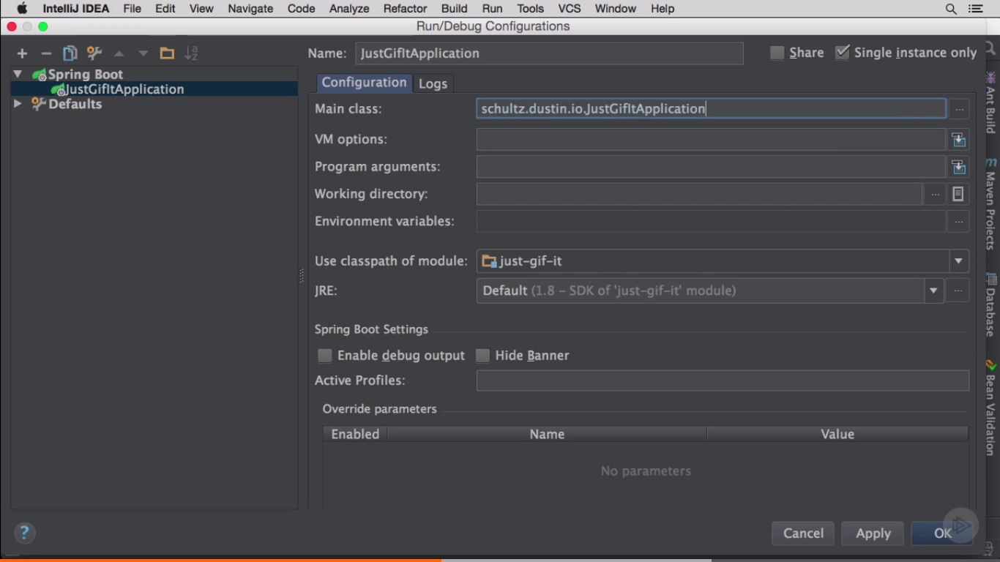 IntelliJ IDEA File Edit View Navigate Code Analyze Refactor Build Run Tools VCS Window Help
Run/Debug Configurations
Name: JustGifItApplication Share Single instance only
Spring Boot
JustGifItApplication
Defaults
Configuration Logs
Main class: schultz.dustin.io.JustGifItApplication ...
VM options:
Program arguments:
Working directory: ...
Environment variables: ...
Use classpath of module: just-gif-it
JRE: Default (1.8 – SDK of 'just-gif-it' module) ...
Spring Boot Settings
Enable debug output Hide Banner
Active Profiles:
Override parameters
Enabled Name Value
No parameters
? Cancel Apply OK
Ant Build
Maven Projects
Database
Bean Validation